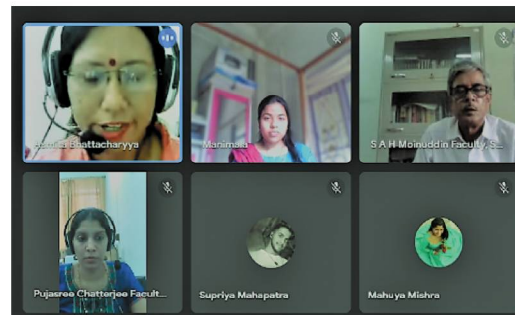 Bhattacharyya
Manimala
S A H Moinuddin Faculty, S...
Pujasree Chatterjee Facult...
Supriya Mahapatra
Mahuya Mishra